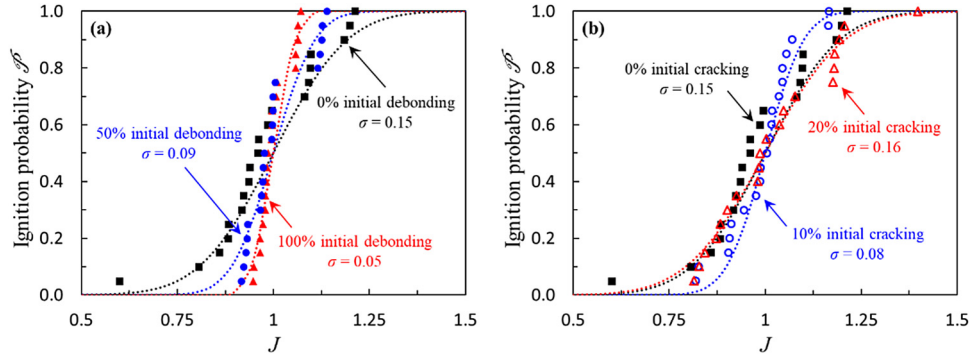 (a)
Ignition probability 𝒫
1.0
0.8
0.6
0.4
0.2
0.0
0.5
0.75
1
1.25
1.5
J
0% initial debonding
σ = 0.15
50% initial debonding
σ = 0.09
100% initial debonding
σ = 0.05
(b)
Ignition probability 𝒫
1.0
0.8
0.6
0.4
0.2
0.0
0.5
0.75
1
1.25
1.5
J
0% initial cracking
σ = 0.15
20% initial cracking
σ = 0.16
10% initial cracking
σ = 0.08